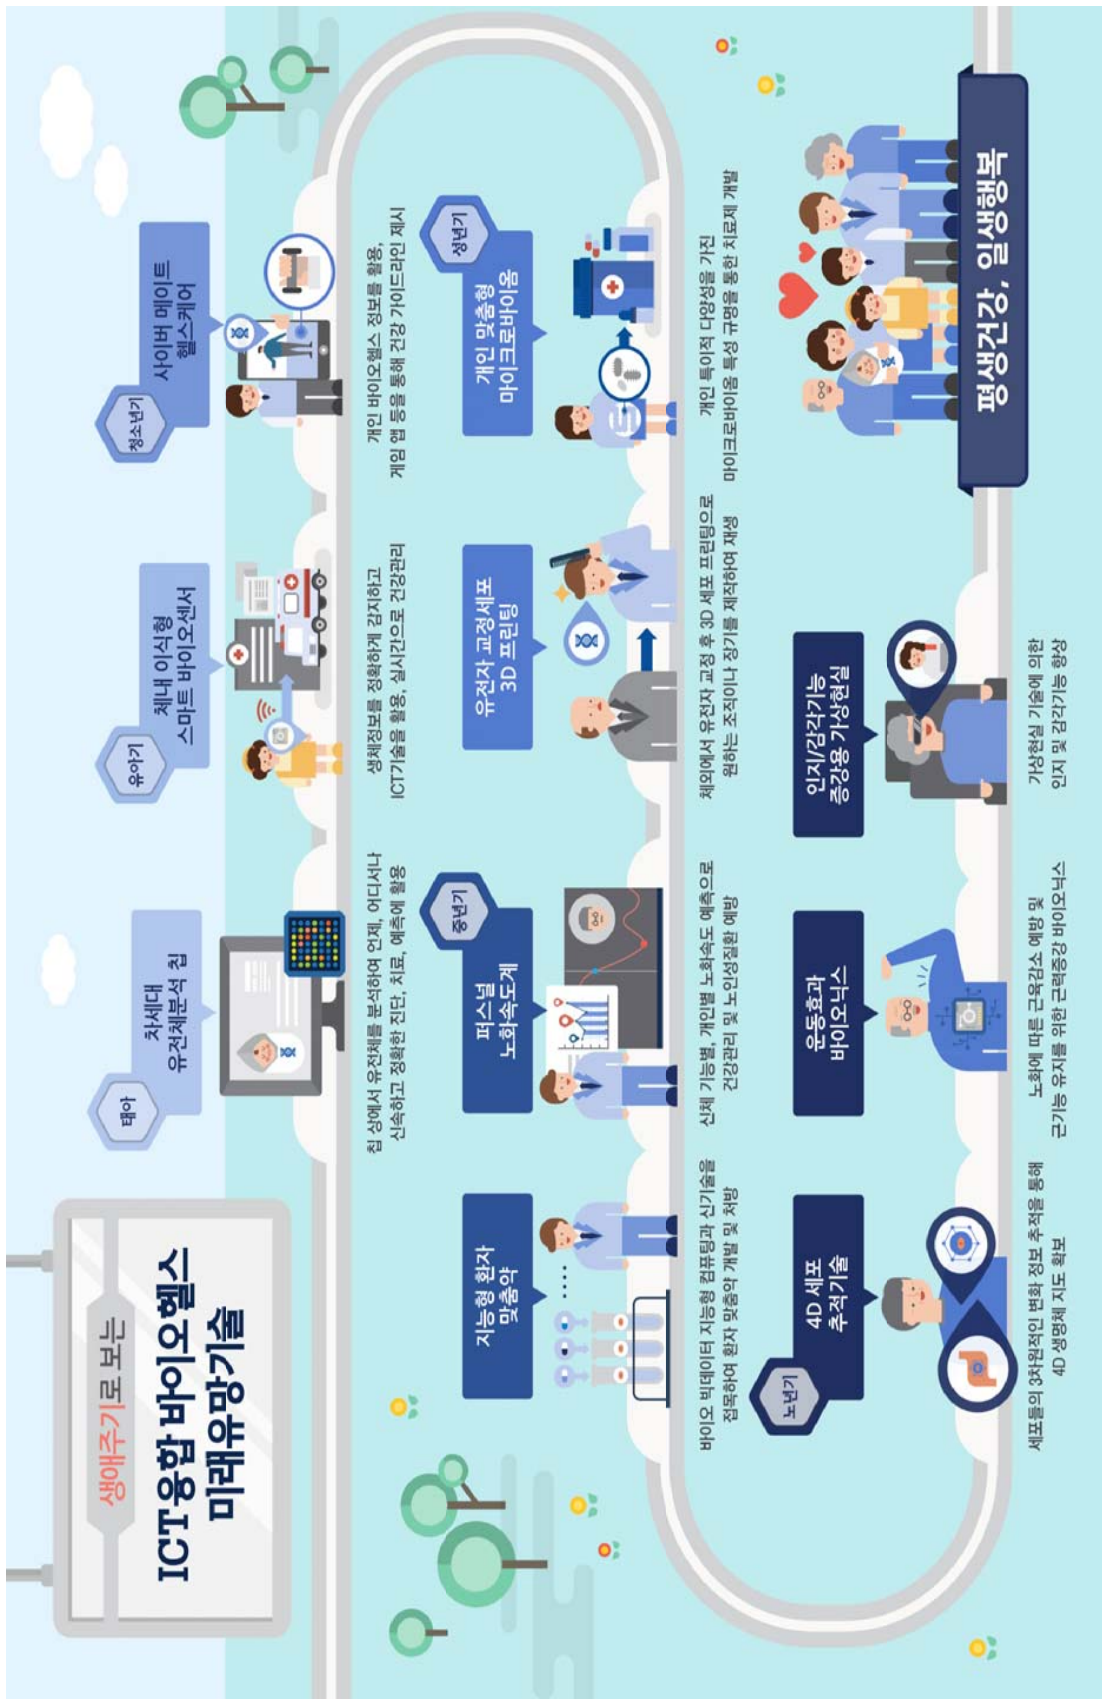 생애주기로 보는
ICT융합 바이오헬스
미래유망기술
태아
차세대
유전체분석 칩
칩 상에서 유전체를 분석하여 언제, 어디서나
신속하고 정확한 진단, 치료, 예측에 활용
유아기
체내 이식형
스마트 바이오센서
생체정보를 정확하게 감지하고
ICT기술을 활용, 실시간으로 건강관리
청소년기
사이버 메이트
헬스케어
개인 바이오헬스 정보를 활용,
게임 앱 등을 통해 건강 가이드라인 제시
성년기
개인 맞춤형
마이크로바이옴
개인 특이적 다양성을 가진
마이크로바이옴 특성 규명을 통한 치료제 개발
유전자 교정세포
3D 프린팅
체외에서 유전자 교정 후 3D 세포 프린팅으로
원하는 조직이나 장기를 제작하여 재생
중년기
퍼스널
노화속도계
신체 기능별, 개인별 노화속도 예측으로
건강관리 및 노인성질환 예방
지능형 환자
맞춤약
바이오 빅데이터 지능형 컴퓨팅과 신기술을
접목하여 환자 맞춤약 개발 및 처방
노년기
4D 세포
추적기술
세포들의 3차원적인 변화 정보 추적을 통해
4D 생명체 지도 확보
운동효과
바이오닉스
노화에 따른 근육감소 예방 및
근기능 유지를 위한 근력증강 바이오닉스
인지/감각기능
증강용 가상현실
가상현실 기술에 의한
인지 및 감각기능 향상
평생건강, 일생행복